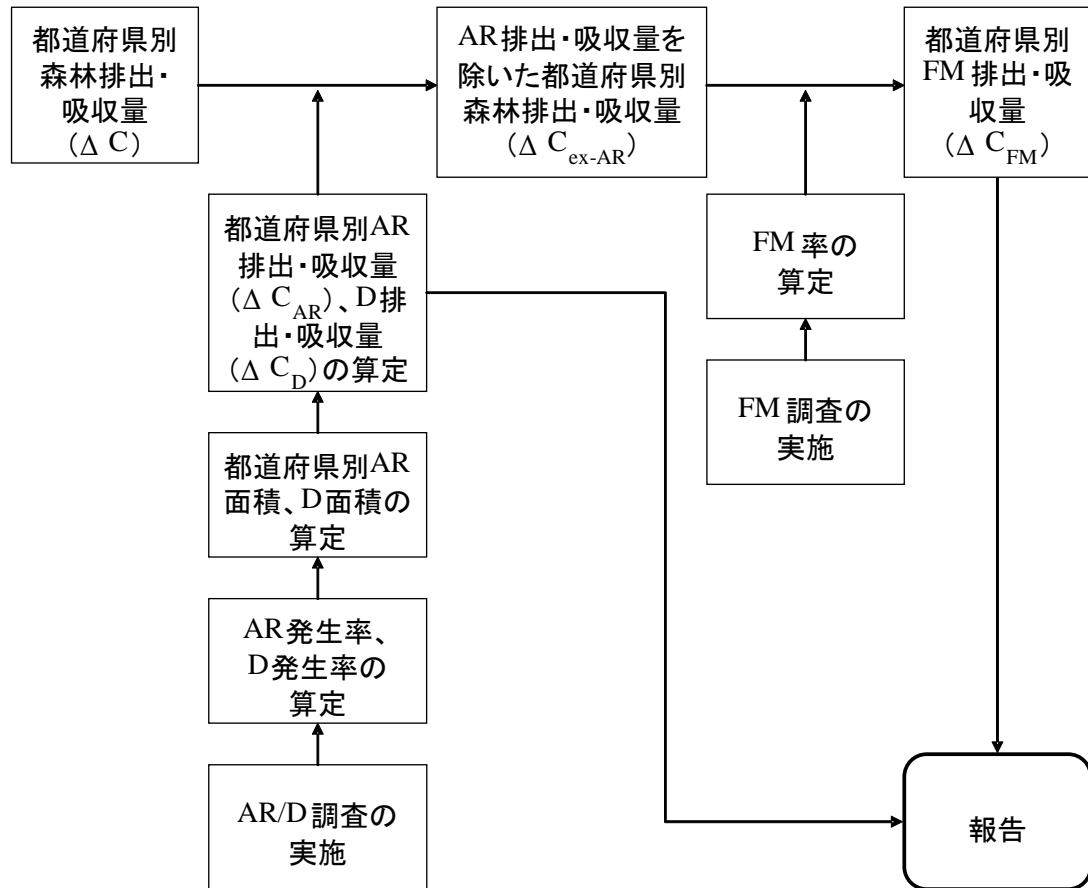 都道府県別
森林排出・
吸収量
(Δ C)
AR排出・吸収量を
除いた都道府県別
森林排出・吸収量
(Δ C_ex-AR)
都道府県別
FM排出・吸
収量
(Δ C_FM)
都道府県別AR
排出・吸収量
(Δ C_AR)、D排
出・吸収量
(Δ C_D)の算定
FM率の
算定
FM調査の
実施
都道府県別AR
面積、D面積の
算定
AR発生率、
D発生率の
算定
AR/D調査の
実施
報告